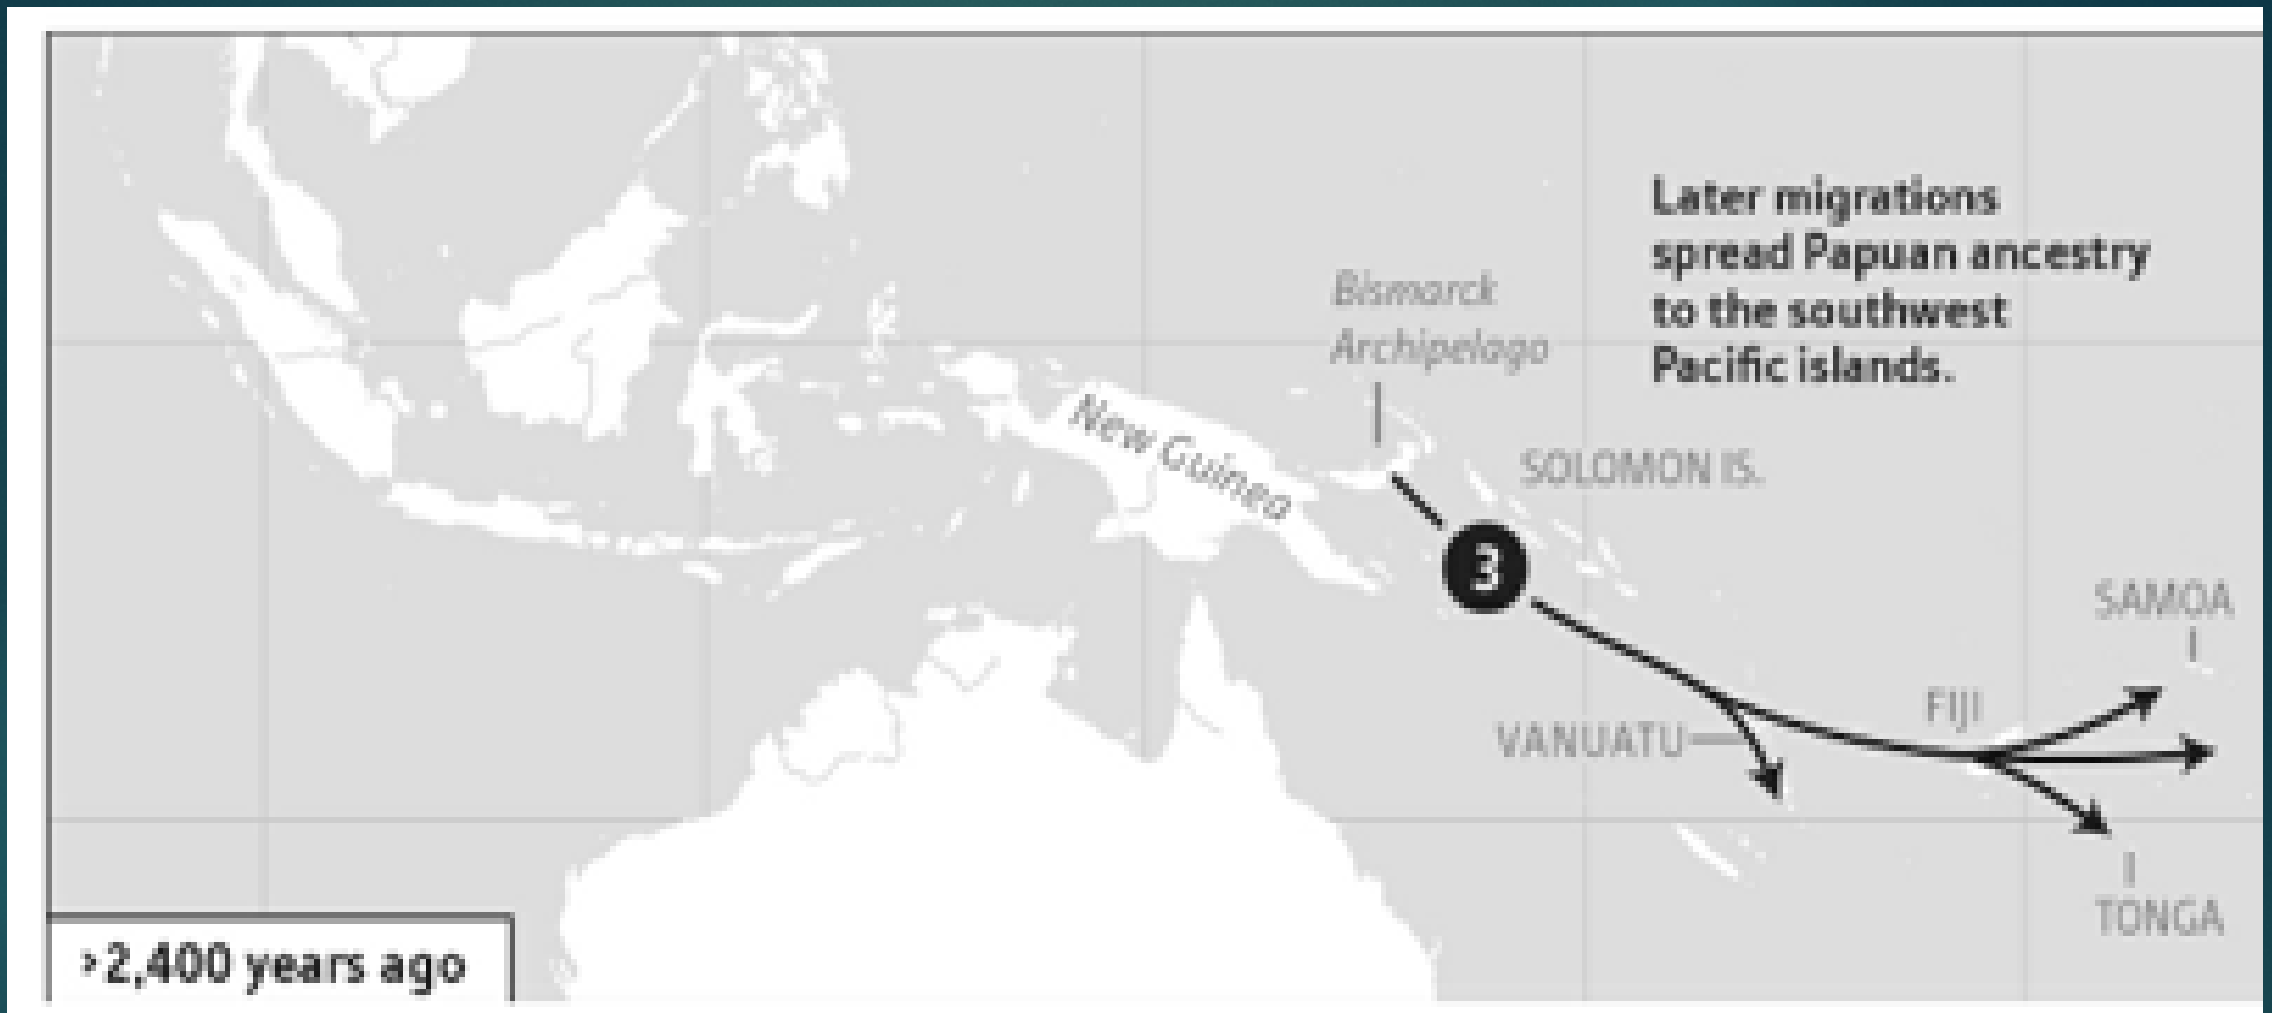 Later migrations
spread Papuan ancestry
to the southwest
Pacific islands.
Bismarck
Archipelago
New Guinea
SOLOMON IS.
3
SAMOA
FIJI
VANUATU
TONGA
>2,400 years ago